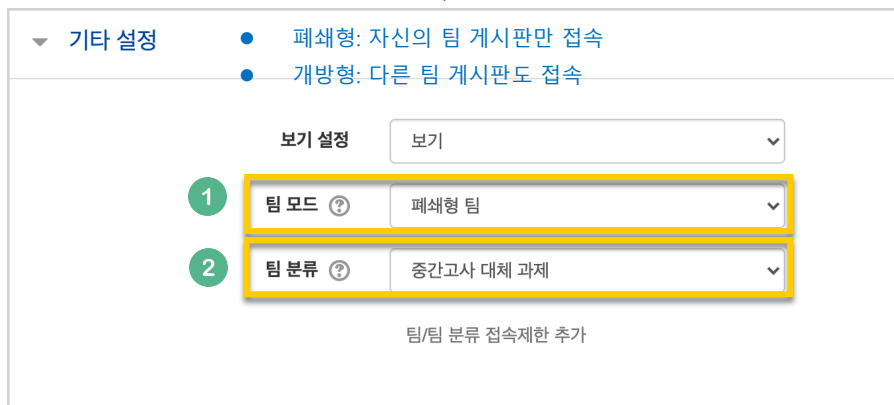 기타 설정
● 폐쇄형: 자신의 팀 게시판만 접속
● 개방형: 다른 팀 게시판도 접속
보기 설정 보기
1 팀 모드 ? 폐쇄형 팀
2 팀 분류 ? 중간고사 대체 과제
팀/팀 분류 접속제한 추가